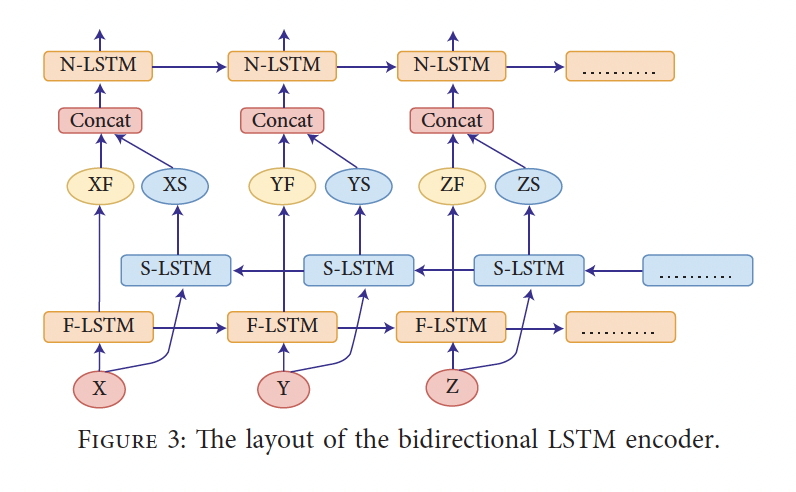 N-LSTM N-LSTM N-LSTM ..........
Concat Concat Concat
XF XS YF YS ZF ZS
S-LSTM S-LSTM S-LSTM ..........
F-LSTM F-LSTM F-LSTM ..........
X Y Z
Figure 3: The layout of the bidirectional LSTM encoder.